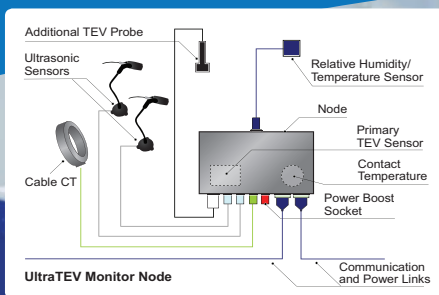 Additional TEV Probe
Ultrasonic
Sensors
Relative Humidity/
Temperature Sensor
Node
Primary
TEV Sensor
Contact
Temperature
Cable CT
Power Boost
Socket
UltraTEV Monitor Node
Communication
and Power Links